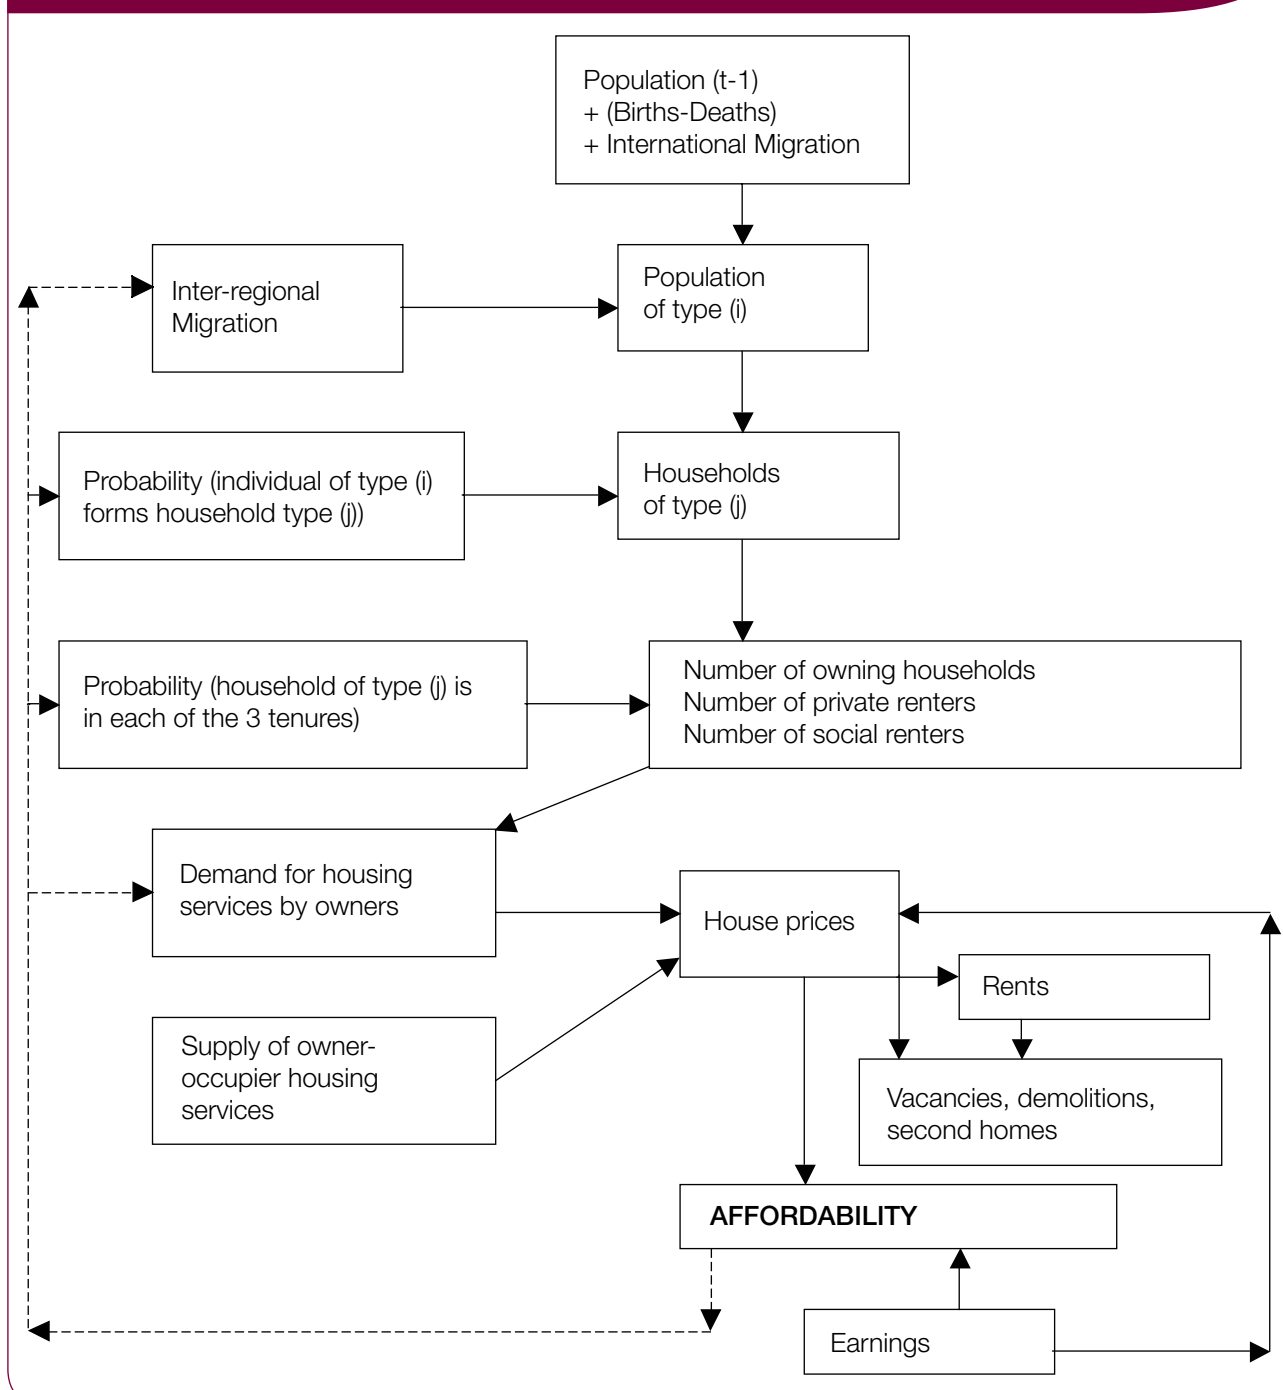 Population (t-1)
+ (Births-Deaths)
+ International Migration
Inter-regional
Migration
Population
of type (i)
Probability (individual of type (i)
forms household type (j))
Households
of type (j)
Probability (household of type (j) is
in each of the 3 tenures)
Number of owning households
Number of private renters
Number of social renters
Demand for housing
services by owners
House prices
Rents
Supply of owner-
occupier housing
services
Vacancies, demolitions,
second homes
AFFORDABILITY
Earnings